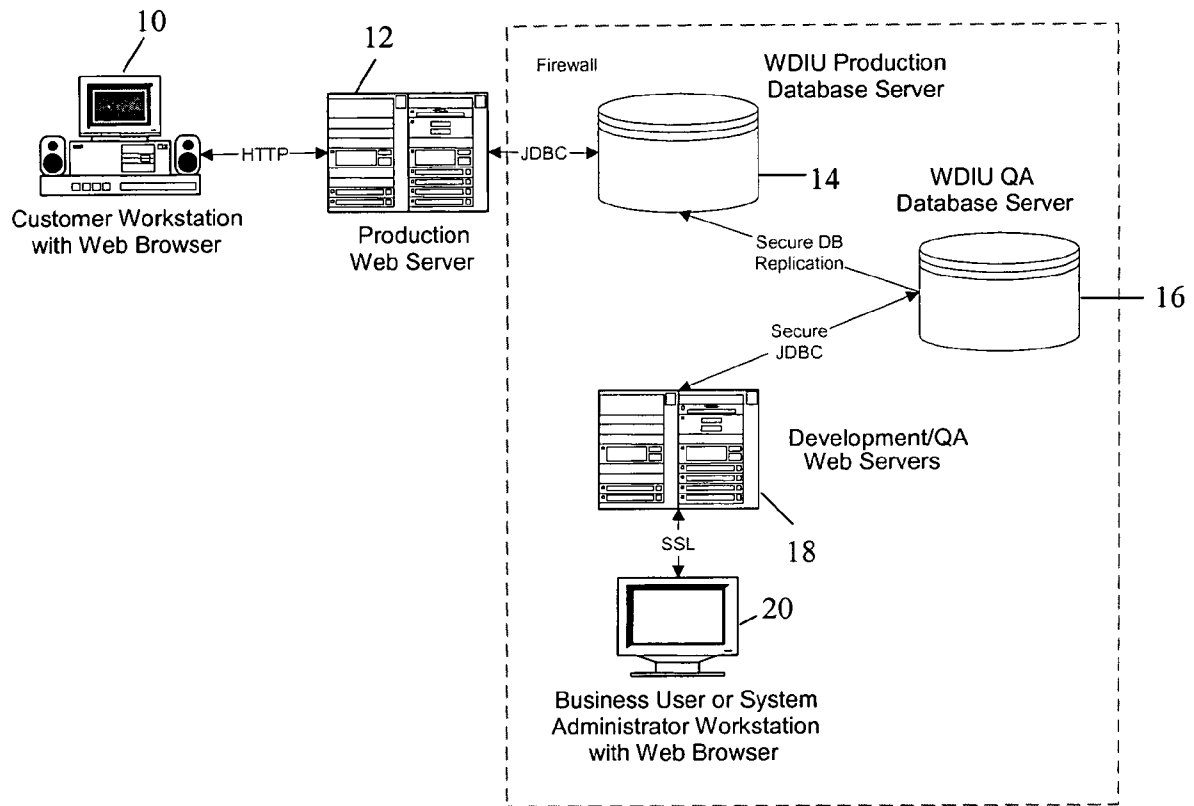 10
12
Firewall
WDIU Production
Database Server
HTTP
JDBC
14
WDIU QA
Database Server
Customer Workstation
with Web Browser
Production
Web Server
Secure DB
Replication
16
Secure
JDBC
Development/QA
Web Servers
18
SSL
20
Business User or System
Administrator Workstation
with Web Browser